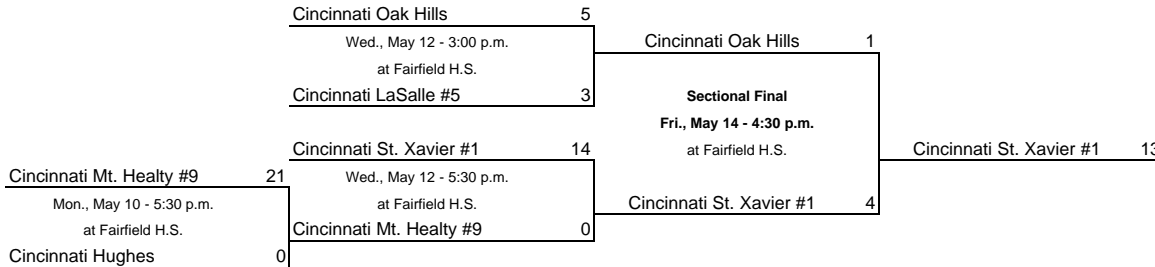 Cincinnati Oak Hills 5
Wed., May 12 - 3:00 p.m.
at Fairfield H.S.
Cincinnati LaSalle #5 3
Cincinnati Oak Hills 1
Sectional Final
Fri., May 14 - 4:30 p.m.
at Fairfield H.S.
Cincinnati St. Xavier #1 14
Wed., May 12 - 5:30 p.m.
at Fairfield H.S.
Cincinnati Mt. Healty #9 0
Cincinnati St. Xavier #1 4
Cincinnati St. Xavier #1 13
Cincinnati Mt. Healty #9 21
Mon., May 10 - 5:30 p.m.
at Fairfield H.S.
Cincinnati Hughes 0